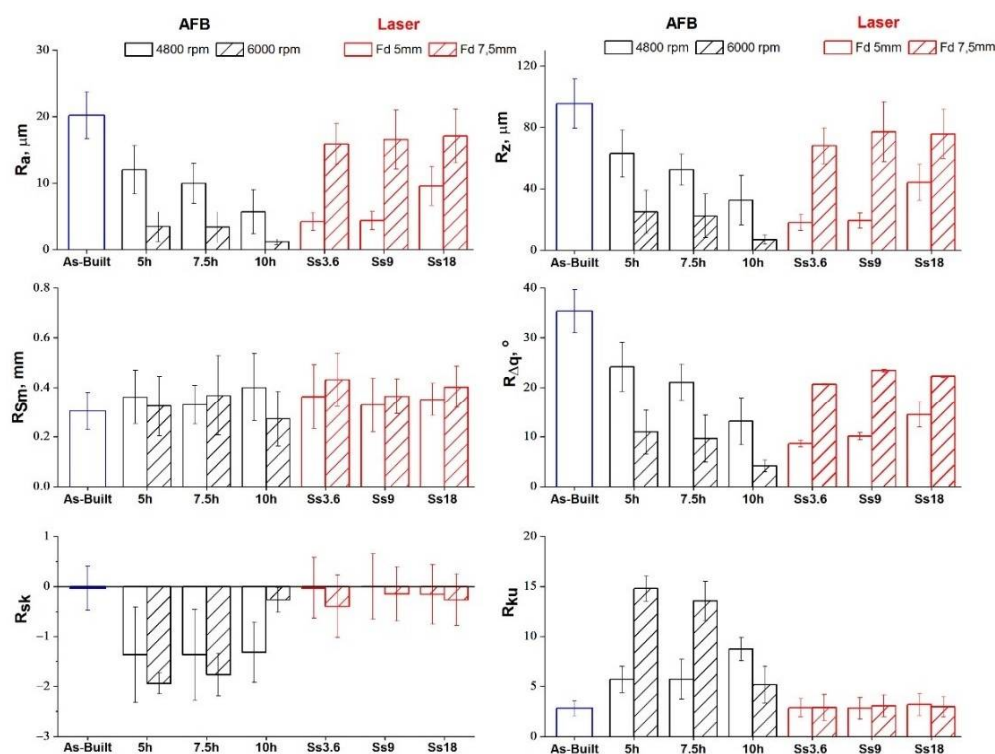 AFB Laser
4800 rpm 6000 rpm Fd 5mm Fd 7,5mm
Ra, µm
30
20
10
0
As-Built 5h 7.5h 10h Ss3.6 Ss9 Ss18
AFB Laser
4800 rpm 6000 rpm Fd 5mm Fd 7,5mm
Rz, µm
120
80
40
0
As-Built 5h 7.5h 10h Ss3.6 Ss9 Ss18
RSm, mm
0.8
0.6
0.4
0.2
0.0
As-Built 5h 7.5h 10h Ss3.6 Ss9 Ss18
RΔq, °
40
30
20
10
0
As-Built 5h 7.5h 10h Ss3.6 Ss9 Ss18
Rsk
1
0
−1
−2
−3
As-Built 5h 7.5h 10h Ss3.6 Ss9 Ss18
Rku
20
15
10
5
0
As-Built 5h 7.5h 10h Ss3.6 Ss9 Ss18